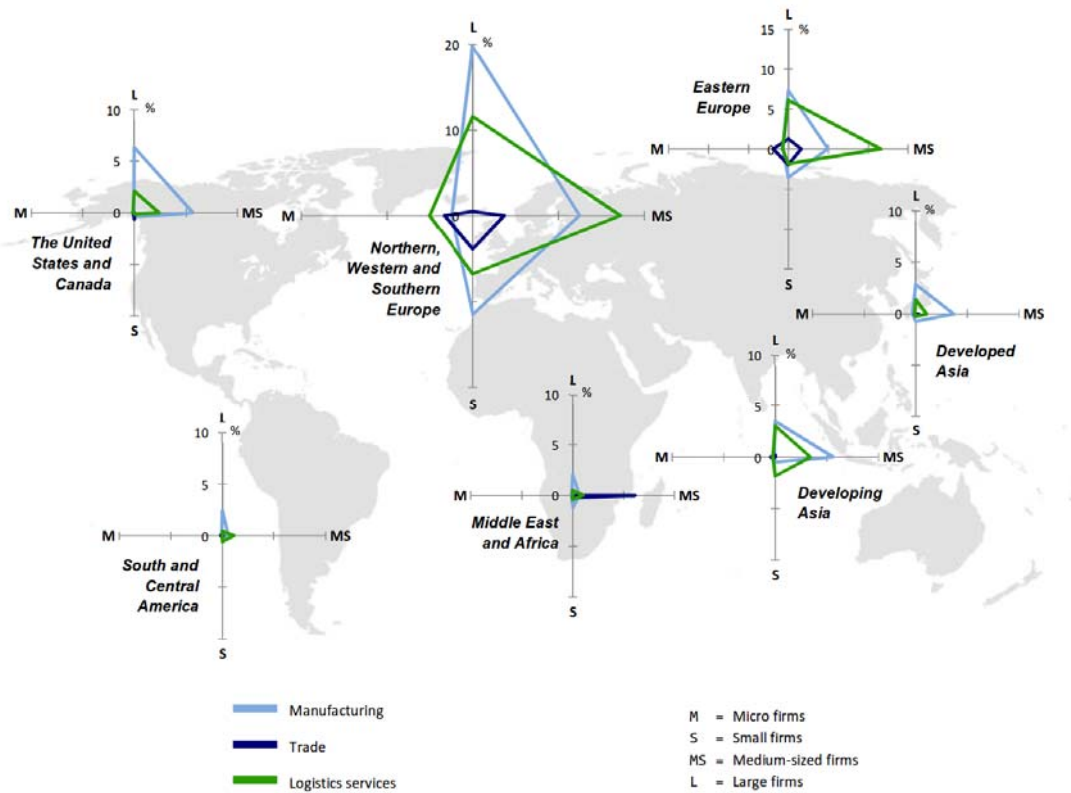 L
%
20
10
0
M
MS
S
Northern,
Western and
Southern
Europe
L
%
15
10
5
0
M
MS
S
Eastern
Europe
L
%
10
5
0
M
MS
S
The United
States and
Canada
L
%
10
5
0
M
MS
S
Developed
Asia
L
%
10
5
0
M
MS
S
Developing
Asia
L
%
10
5
0
M
MS
S
Middle East
and Africa
L
%
10
5
0
M
MS
S
South and
Central
America
Manufacturing
Trade
Logistics services
M = Micro firms
S = Small firms
MS = Medium-sized firms
L = Large firms